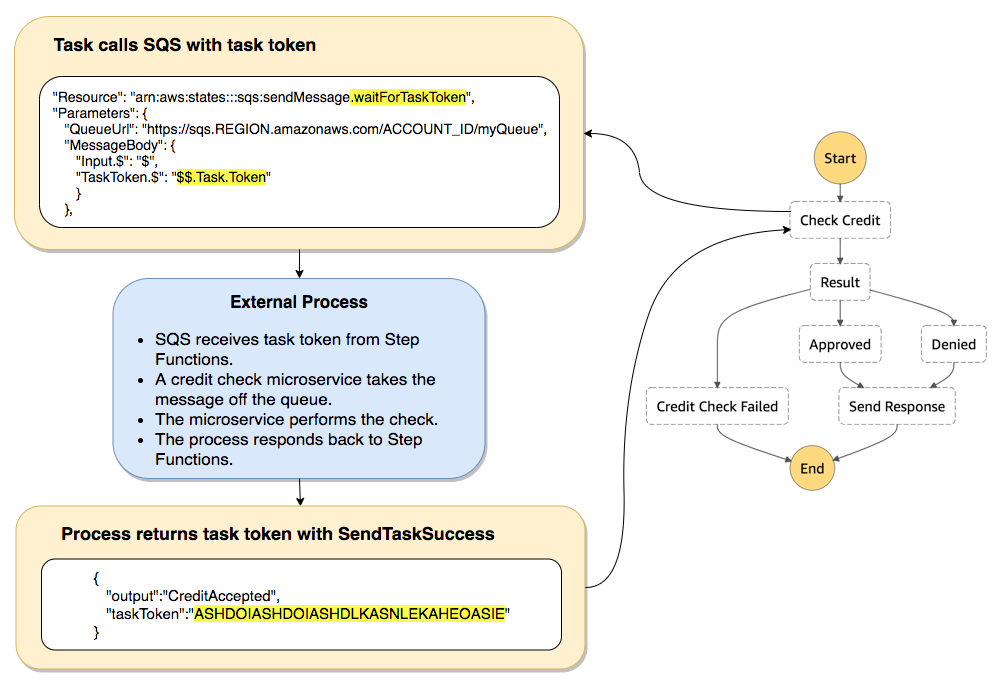 Task calls SQS with task token
"Resource": "arn:aws:states:::sqs:sendMessage.waitForTaskToken",
"Parameters": {
"QueueUrl": "https://sqs.REGION.amazonaws.com/ACCOUNT_ID/myQueue",
"MessageBody": {
"Input.$": "$",
"TaskToken.$": "$$.Task.Token"
}
},
External Process
• SQS receives task token from Step
Functions.
• A credit check microservice takes the
message off the queue.
• The microservice performs the check.
• The process responds back to Step
Functions.
Process returns task token with SendTaskSuccess
{
"output":"CreditAccepted",
"taskToken":"ASHDOIASHDOIASHDLKASNLEKAHEOASIE"
}
Start
Check Credit
Result
Approved
Denied
Credit Check Failed
Send Response
End